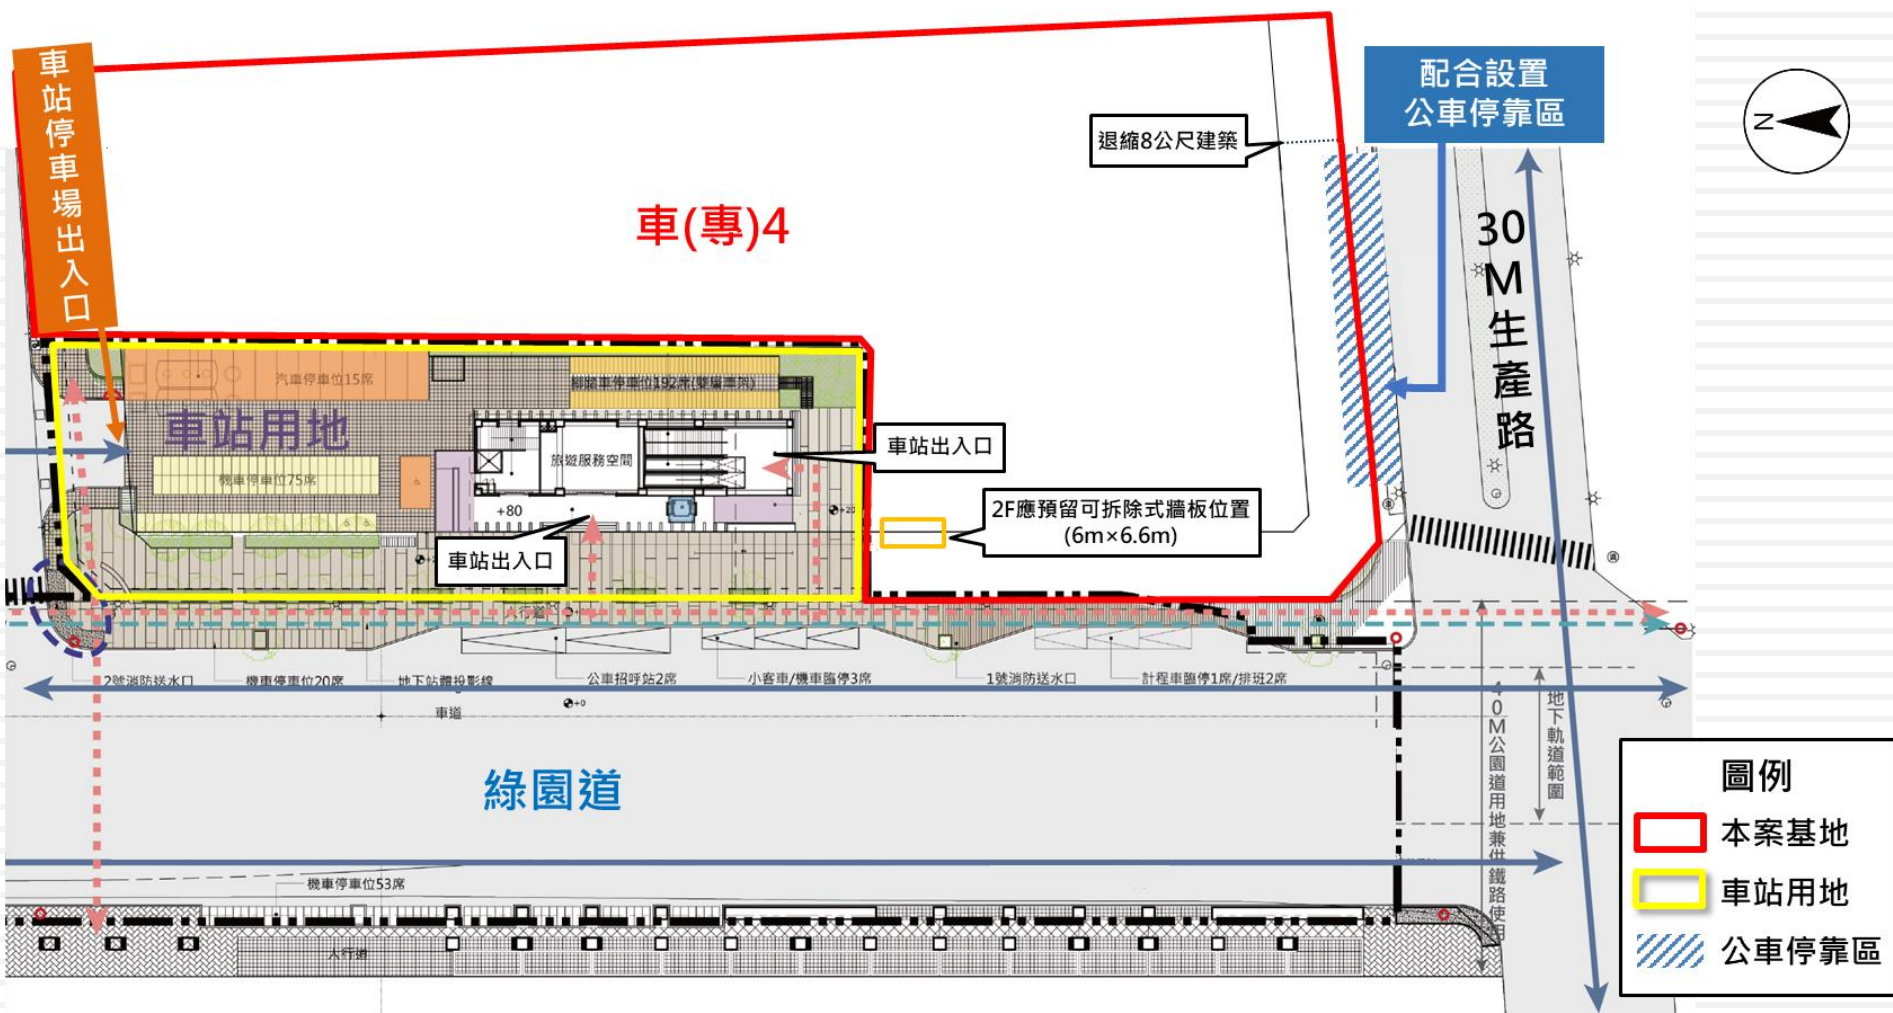 車站停車場出入口
配合設置
公車停靠區
N
退縮8公尺建築
車(專)4
30M生產路
汽車停車位15席
腳踏車停車位192席(雙層車架)
車站用地
車站出入口
旅遊服務空間
機車停車位75席
+80
+20
2F應預留可拆除式牆板位置
(6m×6.6m)
車站出入口
人行道
2號消防送水口
機車停車位20席
地下站體投影線
公車招呼站2席
小客車/機車臨停3席
1號消防送水口
計程車臨停1席/排班2席
車道
+0
40M公園道用地兼供鐵路使用
地下軌道範圍
綠園道
機車停車位53席
人行道
圖例
本案基地
車站用地
公車停靠區